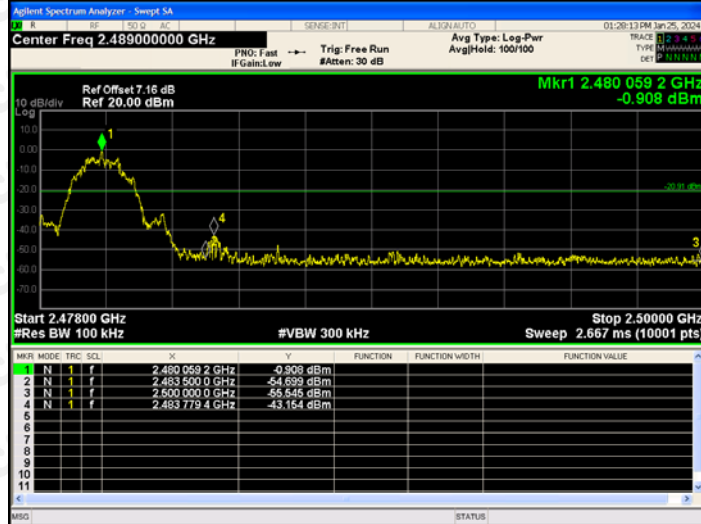 Agilent Spectrum Analyzer - Swept SA
R RF 50 Ω AC SENSE:INT ALIGNAUTO 01:28:13 PM Jan 25, 2024
Center Freq 2.489000000 GHz Avg Type: Log-Pwr TRACE 1 2 3 4 5
PNO: Fast Trig: Free Run Avg|Hold: 100/100 TYPE M
IFGain:Low #Atten: 30 dB DET P N N N N
Mkr1 2.480 059 2 GHz
Ref Offset 7.16 dB
10 dB/div Ref 20.00 dBm -0.908 dBm
Log
10.0
0.00
1
-10.0
-20.0 -20.91 dBm
-30.0
-40.0 4
-50.0 3
-60.0
-70.0
Start 2.47800 GHz Stop 2.50000 GHz
#Res BW 100 kHz #VBW 300 kHz Sweep 2.667 ms (10001 pts)
MKR MODE TRC SCL X Y FUNCTION FUNCTION WIDTH FUNCTION VALUE
1 N 1 f 2.480 059 2 GHz -0.908 dBm
2 N 1 f 2.483 500 0 GHz -54.699 dBm
3 N 1 f 2.500 000 0 GHz -55.545 dBm
4 N 1 f 2.483 779 4 GHz -43.154 dBm
5
6
7
8
9
10
11
MSG STATUS